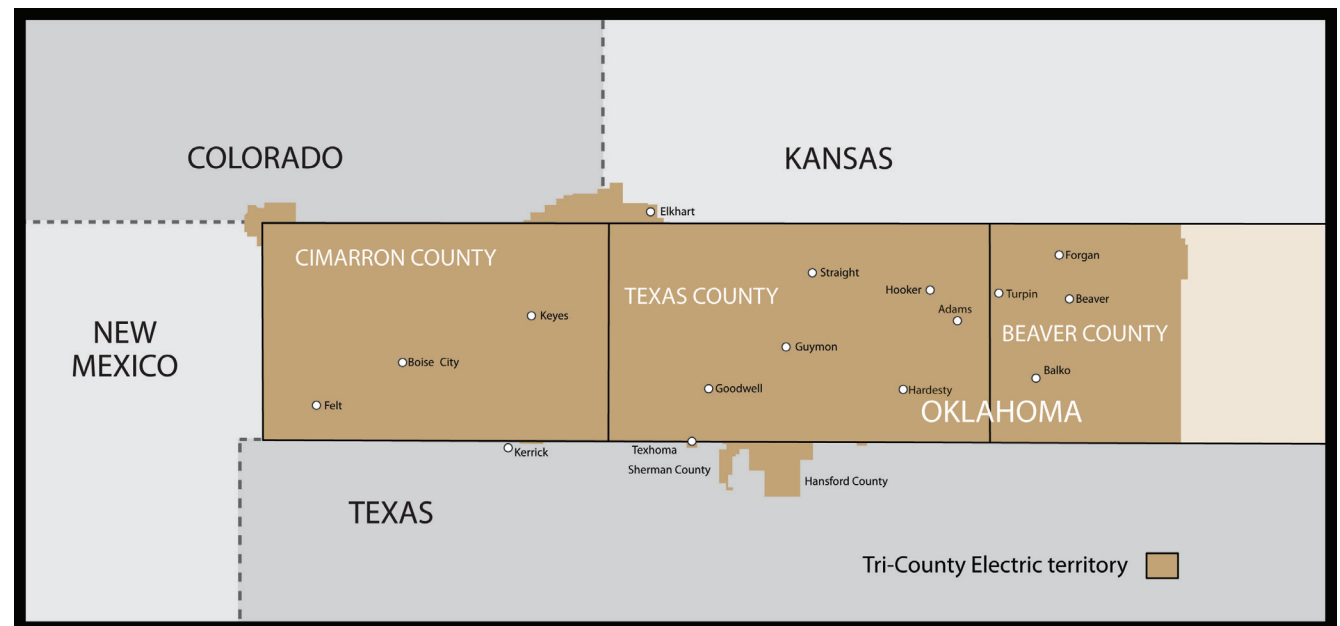 COLORADO
KANSAS
Elkhart
CIMARRON COUNTY
Forgan
Straight
TEXAS COUNTY
Hooker
Turpin
Beaver
Adams
Keyes
NEW
MEXICO
BEAVER COUNTY
Guymon
Boise City
Balko
Goodwell
Hardesty
Felt
OKLAHOMA
Kerrick
Texhoma
Sherman County
Hansford County
TEXAS
Tri-County Electric territory